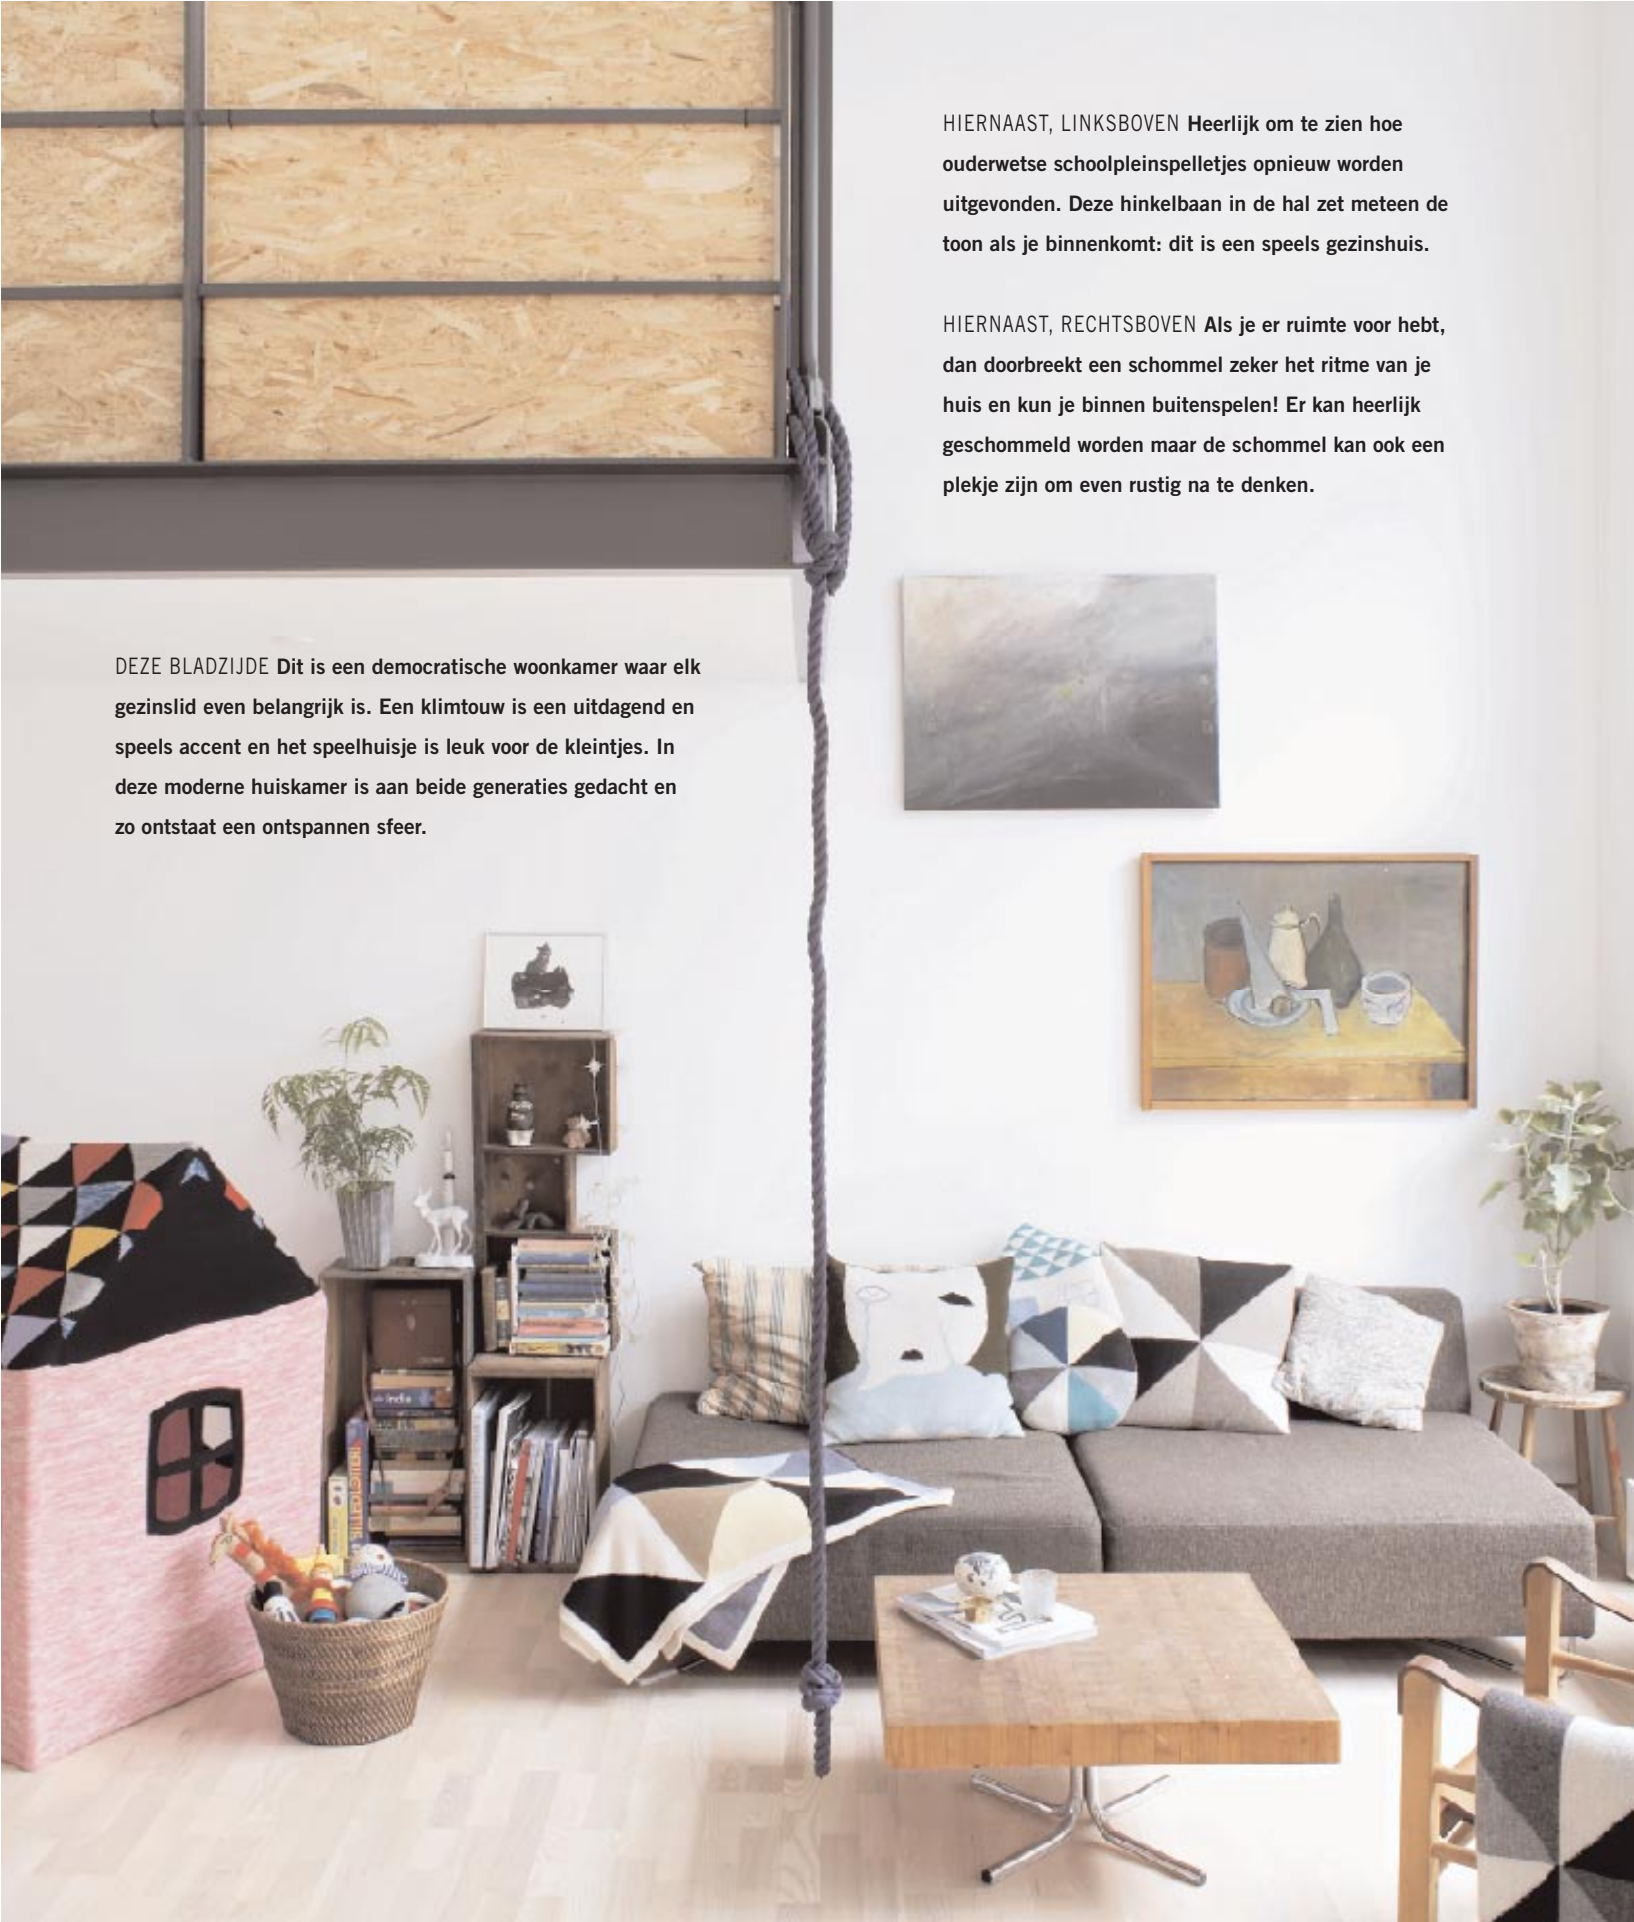 HIERNAAST, LINKSBOVEN Heerlijk om te zien hoe
ouderwetse schoolpleinspelletjes opnieuw worden
uitgevonden. Deze hinkelbaan in de hal zet meteen de
toon als je binnenkomt: dit is een speels gezinshuis.
HIERNAAST, RECHTSBOVEN Als je er ruimte voor hebt,
dan doorbreekt een schommel zeker het ritme van je
huis en kun je binnen buitenspelen! Er kan heerlijk
geschommeld worden maar de schommel kan ook een
plekje zijn om even rustig na te denken.
DEZE BLADZIJDE Dit is een democratische woonkamer waar elk
gezinslid even belangrijk is. Een klimtouw is een uitdagend en
speels accent en het speelhuisje is leuk voor de kleintjes. In
deze moderne huiskamer is aan beide generaties gedacht en
zo ontstaat een ontspannen sfeer.
india